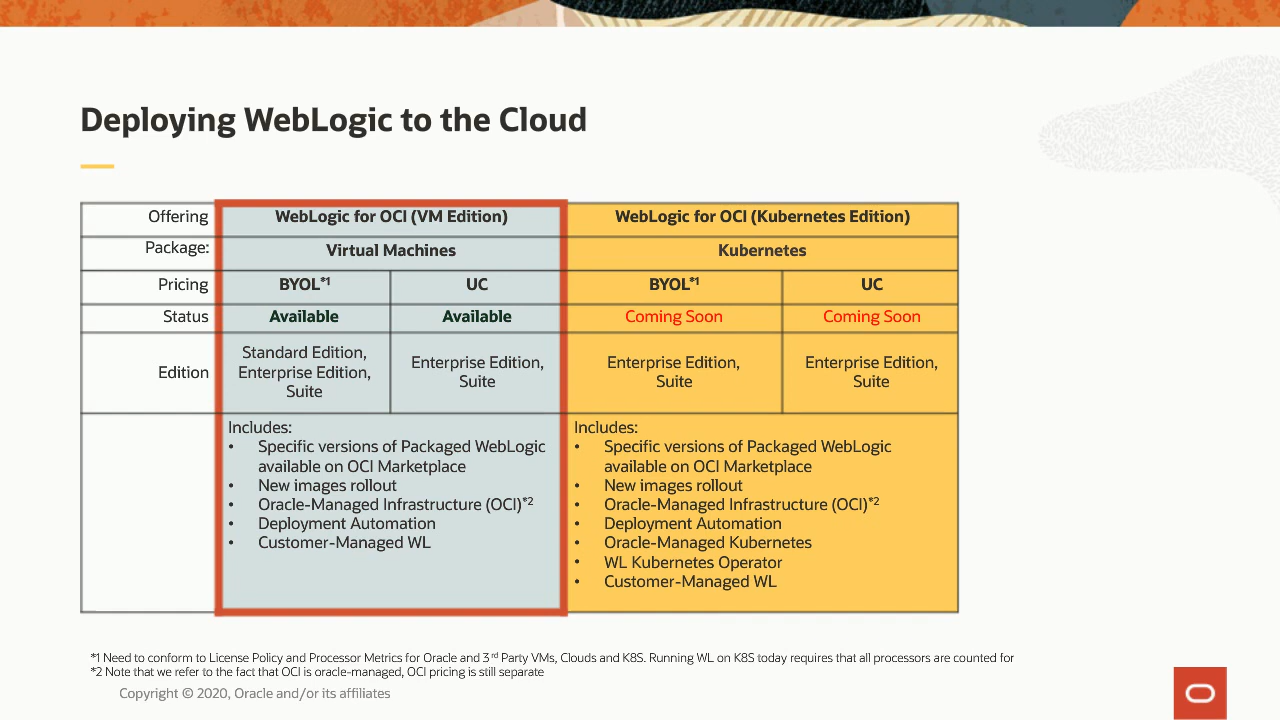 Deploying WebLogic to the Cloud
Offering WebLogic for OCI (VM Edition) WebLogic for OCI (Kubernetes Edition)
Package: Virtual Machines Kubernetes
Pricing BYOL*1 UC BYOL*1 UC
Status Available Available Coming Soon Coming Soon
Edition
Standard Edition,
Enterprise Edition,
Suite
Enterprise Edition,
Suite
Enterprise Edition,
Suite
Enterprise Edition,
Suite
Includes:
• Specific versions of Packaged WebLogic
available on OCI Marketplace
• New images rollout
• Oracle-Managed Infrastructure (OCI)*2
• Deployment Automation
• Customer-Managed WL
Includes:
• Specific versions of Packaged WebLogic
available on OCI Marketplace
• New images rollout
• Oracle-Managed Infrastructure (OCI)*2
• Deployment Automation
• Oracle-Managed Kubernetes
• WL Kubernetes Operator
• Customer-Managed WL
*1 Need to conform to License Policy and Processor Metrics for Oracle and 3rd Party VMs, Clouds and K8S. Running WL on K8S today requires that all processors are counted for
*2 Note that we refer to the fact that OCI is oracle-managed, OCI pricing is still separate
Copyright © 2020, Oracle and/or its affiliates